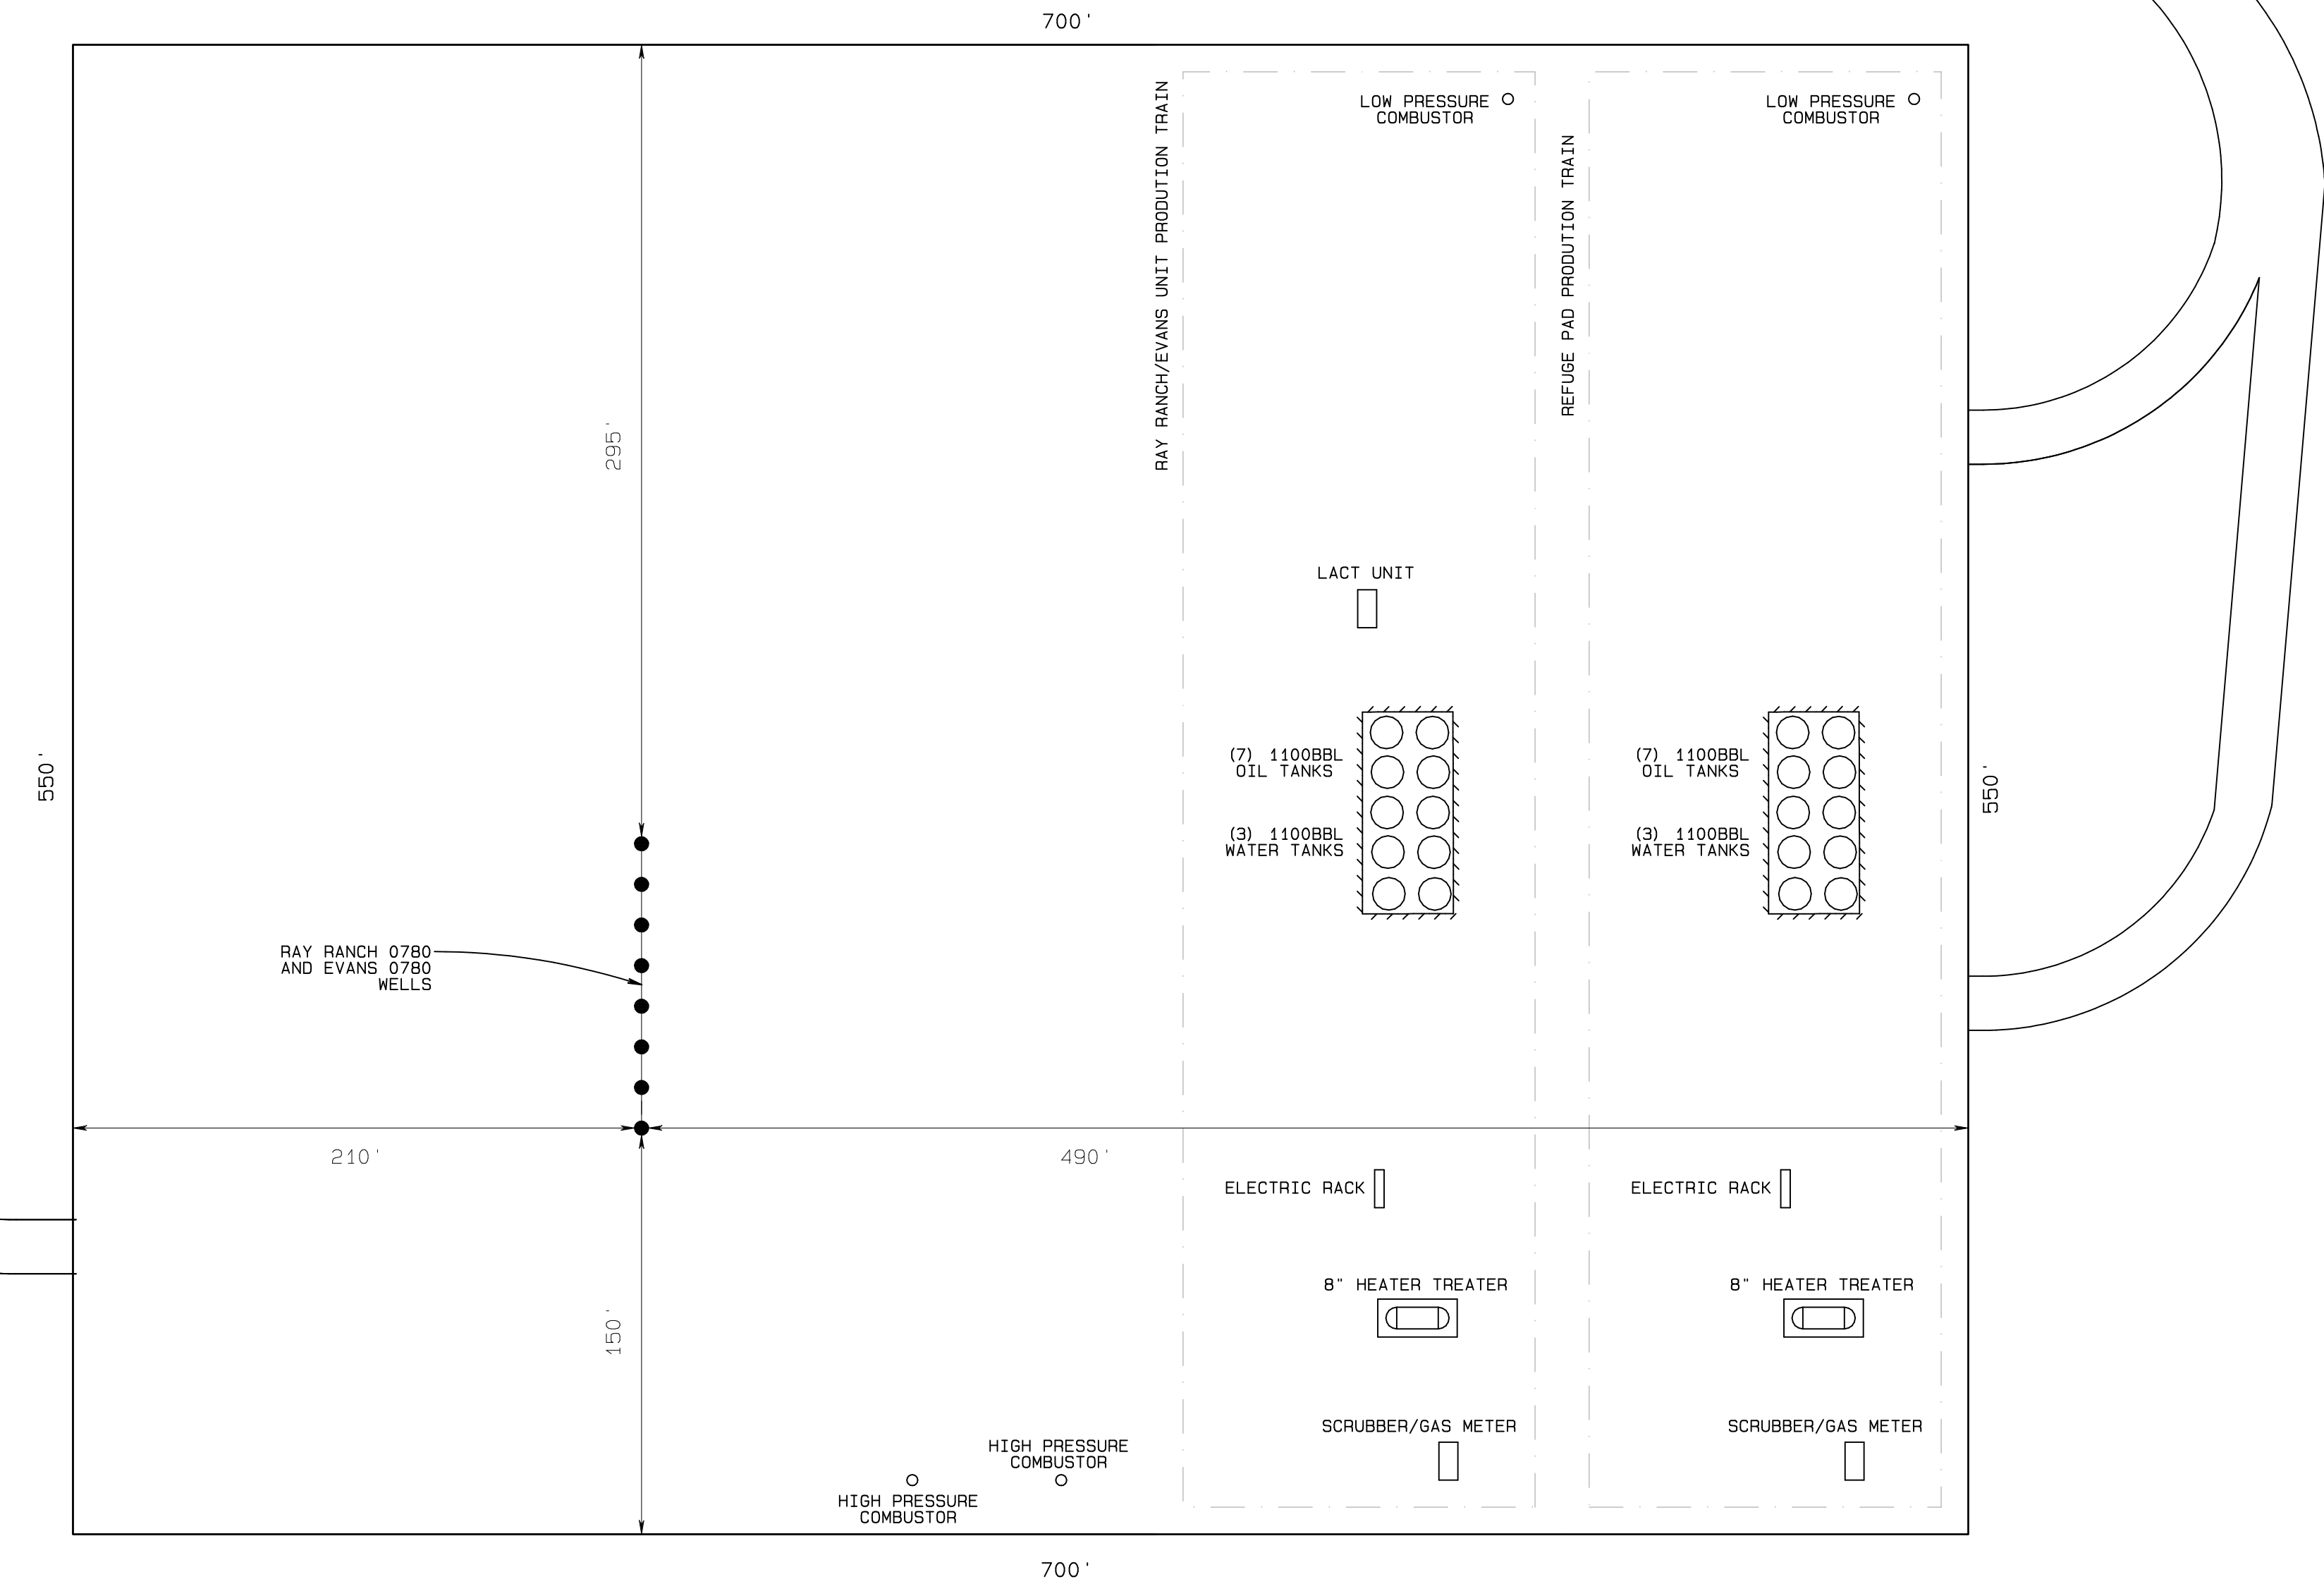 700'
LOW PRESSURE
COMBUSTOR
LOW PRESSURE
COMBUSTOR
RAY RANCH/EVANS UNIT PRODUTION TRAIN
REFUGE PAD PRODUTION TRAIN
295'
LACT UNIT
550'
(7) 1100BBL
OIL TANKS
(3) 1100BBL
WATER TANKS
(7) 1100BBL
OIL TANKS
(3) 1100BBL
WATER TANKS
550'
RAY RANCH 0780
AND EVANS 0780
WELLS
210'
490'
ELECTRIC RACK
ELECTRIC RACK
8" HEATER TREATER
8" HEATER TREATER
150'
SCRUBBER/GAS METER
SCRUBBER/GAS METER
HIGH PRESSURE
COMBUSTOR
HIGH PRESSURE
COMBUSTOR
700'